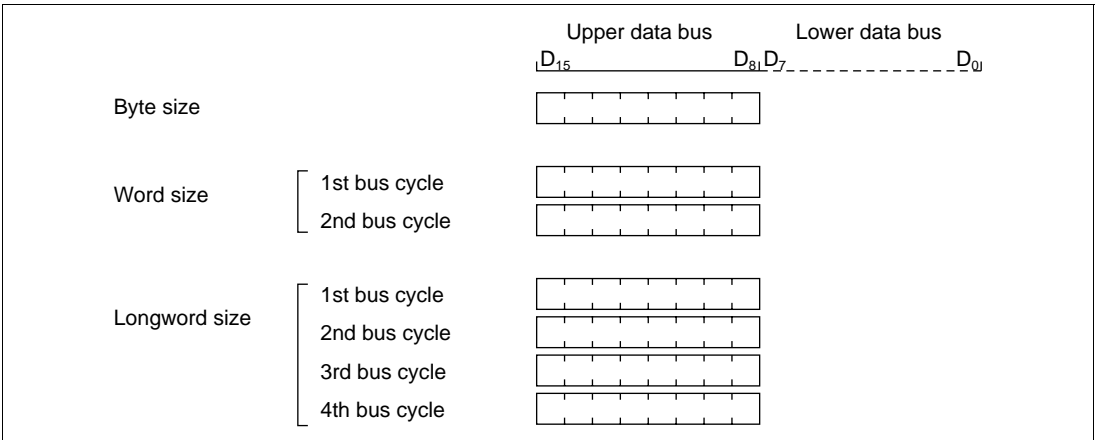 Upper data bus Lower data bus
D15 D8 D7 D0
Byte size
Word size
1st bus cycle
2nd bus cycle
Longword size
1st bus cycle
2nd bus cycle
3rd bus cycle
4th bus cycle